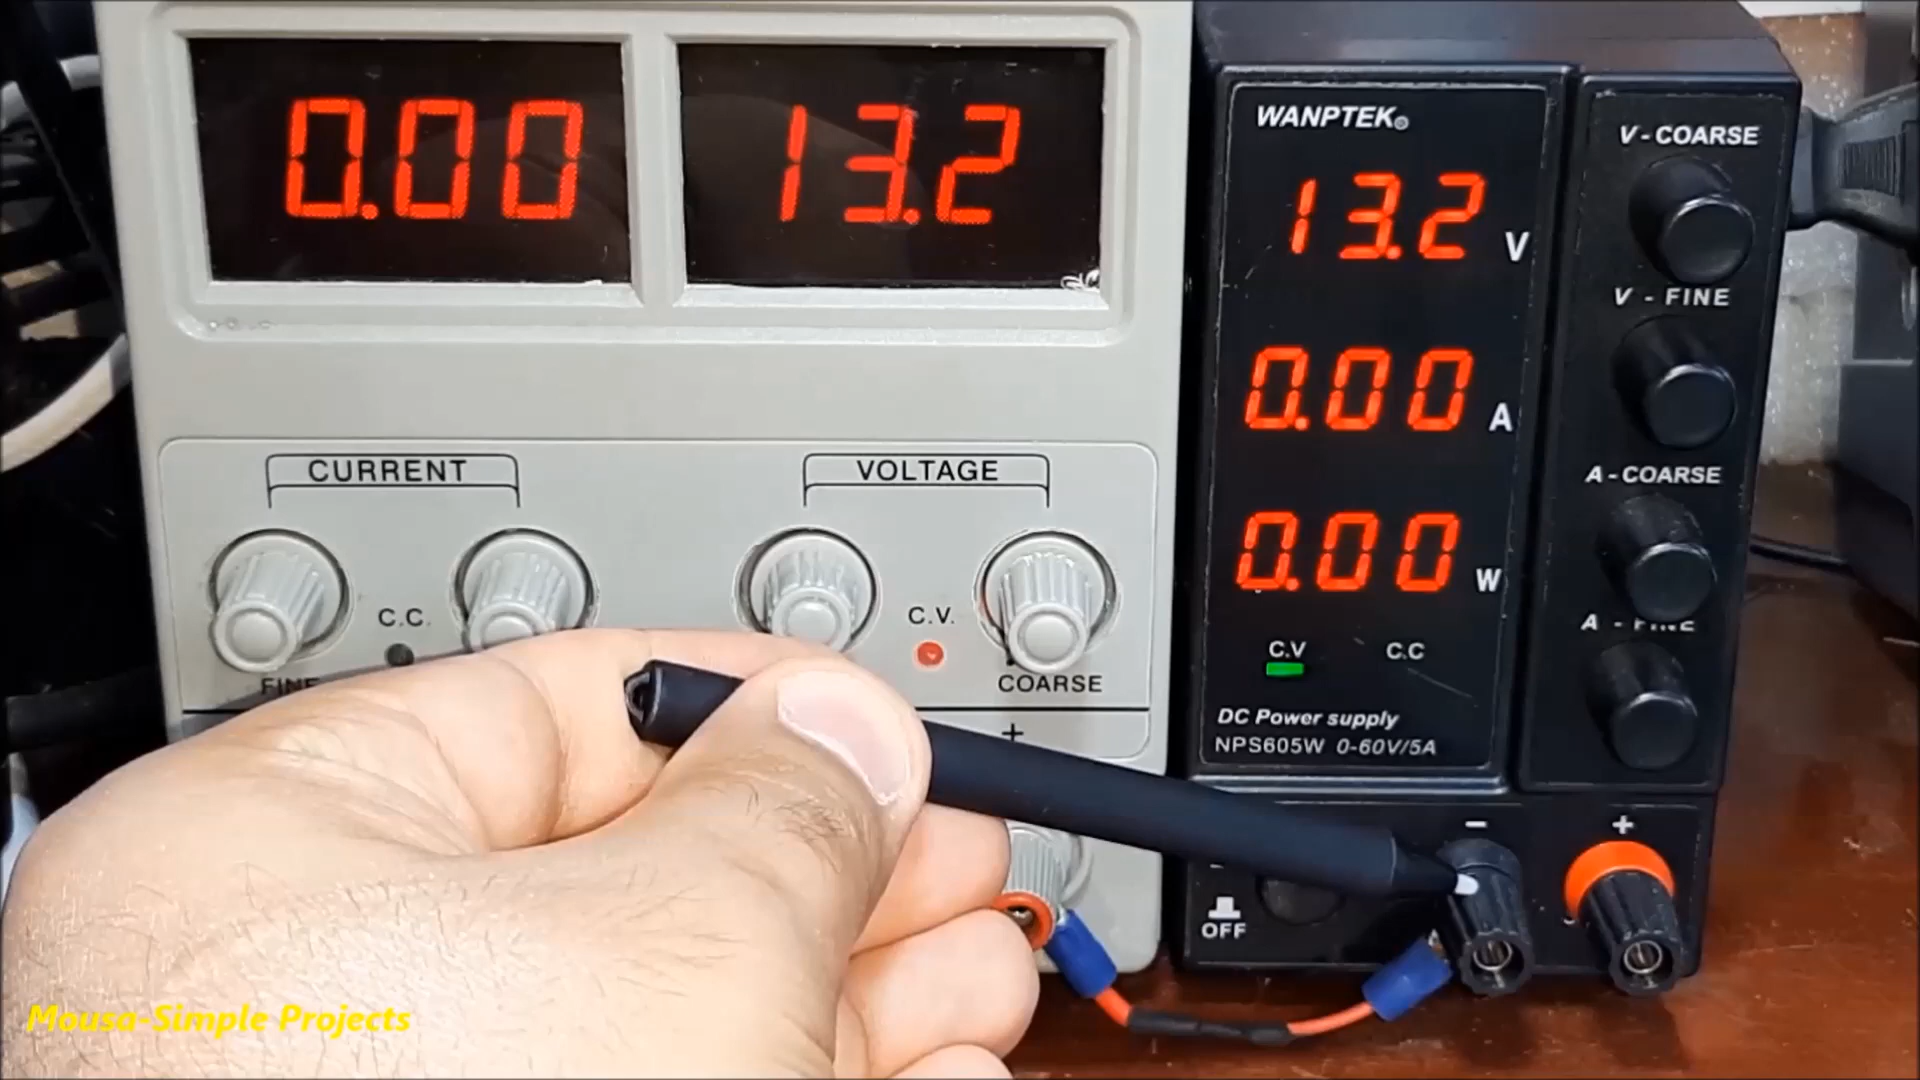 0.00
13.2
CURRENT
VOLTAGE
C.C.
C.V.
FINE
COARSE
+
WANPTEK®
13.2 V
0.00 A
0.00 W
C.V C.C
DC Power supply
NPS605W 0-60V/5A
V - COARSE
V - FINE
A - COARSE
A - FINE
- +
OFF
Mousa-Simple Projects